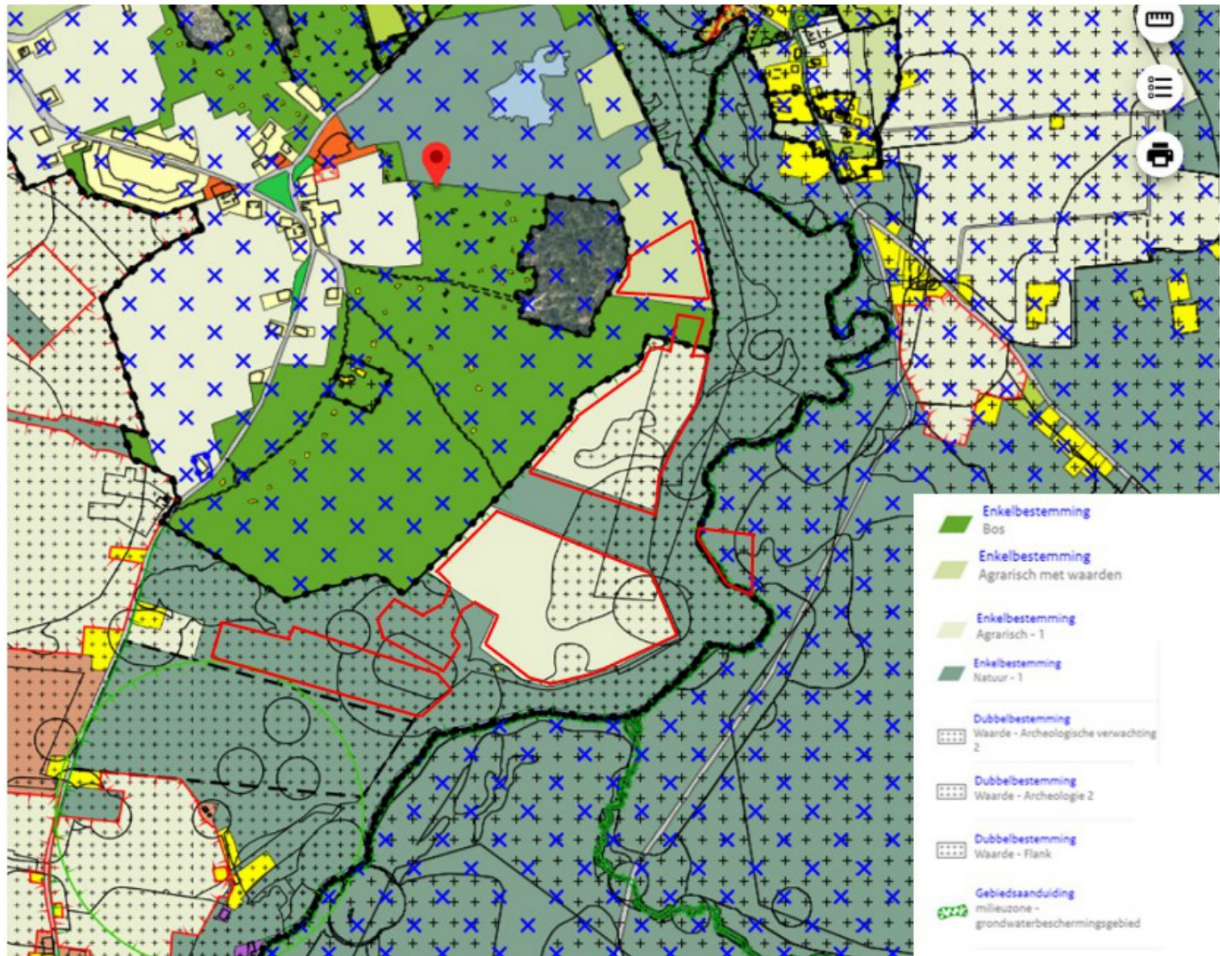 Enkelbestemming
Bos
Enkelbestemming
Agrarisch met waarden
Enkelbestemming
Agrarisch - 1
Enkelbestemming
Natuur - 1
Dubbelbestemming
Waarde - Archeologische verwachting
2
Dubbelbestemming
Waarde - Archeologie 2
Dubbelbestemming
Waarde - Flank
Gebiedsaanduiding
milieuzone -
grondwaterbeschermingsgebied